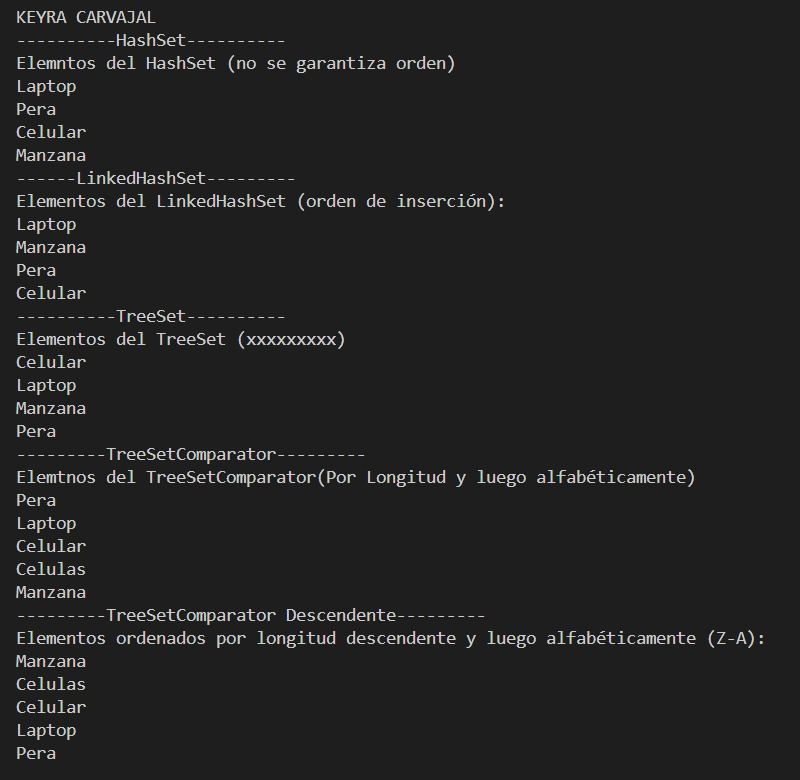 KEYRA CARVAJAL
----------HashSet----------
Elemntos del HashSet (no se garantiza orden)
Laptop
Pera
Celular
Manzana
------LinkedHashSet---------
Elementos del LinkedHashSet (orden de inserción):
Laptop
Manzana
Pera
Celular
----------TreeSet----------
Elementos del TreeSet (xxxxxxxxx)
Celular
Laptop
Manzana
Pera
---------TreeSetComparator---------
Elemtnos del TreeSetComparator(Por Longitud y luego alfabéticamente)
Pera
Laptop
Celular
Celulas
Manzana
---------TreeSetComparator Descendente---------
Elementos ordenados por longitud descendente y luego alfabéticamente (Z-A):
Manzana
Celulas
Celular
Laptop
Pera